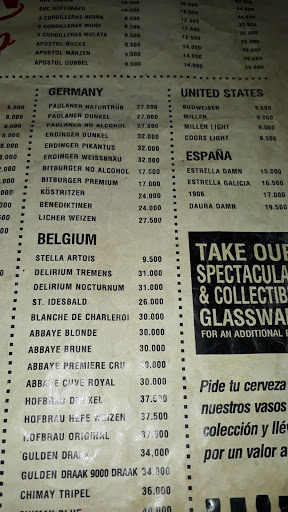 BBC SEPTIMAZO
3 CORDILLERAS NEGRA
3 CORDILLERAS MONA
3 CORDILLERAS MULATA
APOSTOL BOCKS
APOSTOL MARZEN
APOSTOL DUBBEL
GERMANY
PAULANER NATURTRÜB 27.000
PAULANER DUNKEL 27.000
PAULANER NO ALCOHOL 27.000
ERDINGER DUNKEL 32.000
ERDINGER PIKANTUS 32.000
ERDINGER WEISSBRÄU 32.000
BITBURGER NO ALCOHOL 17.000
BITBURGER PREMIUM 17.000
KÖSTRITZER 24.000
BENEDIKTINER 24.000
LICHER WEIZEN 27.500
BELGIUM
STELLA ARTOIS 9.500
DELIRIUM TREMENS 31.000
DELIRIUM NOCTURNUM 31.000
ST. IDESBALD 26.000
BLANCHE DE CHARLEROI 30.000
ABBAYE BLONDE 30.000
ABBAYE BRUNE 30.000
ABBAYE PREMIERE CRU 30.000
ABBAYE CUVE ROYAL 30.000
HOFBRAU DUNKEL 37.500
HOFBRAU HEFE WEIZEN 37.500
HOFBRAU ORIGINAL 37.500
GULDEN DRAAK 34.000
GULDEN DRAAK 9000 DRAAK 34.000
CHIMAY TRIPEL 36.000
UNITED STATES
BUDWEISER 9.500
MILLER 9.500
MILLER LIGHT 8.500
COORS LIGHT 8.500
ESPAÑA
ESTRELLA DAMN 15.000
ESTRELLA GALICIA 16.500
1906 17.000
DAURA DAMN 19.500
TAKE OUR
SPECTACULA
& COLLECTIB
GLASSWA
FOR AN ADDITIONAL
Pide tu cerveza
nuestros vasos
colección y llév
por un valor a